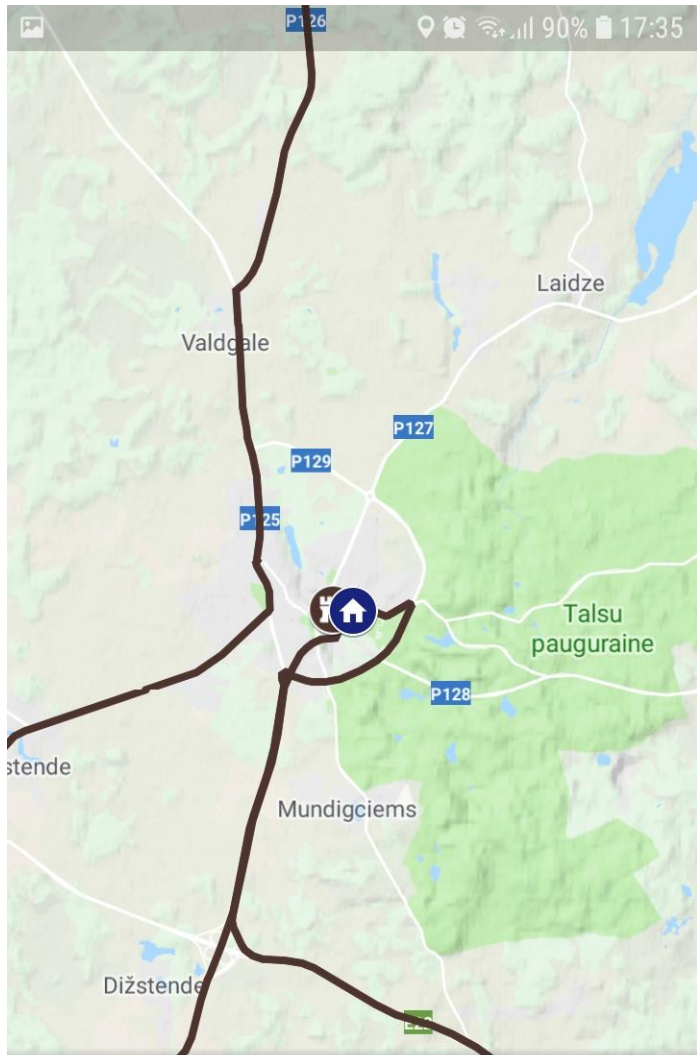 P126
90% 17:35
Laidze
Valdgale
P127
P129
P125
Talsu
pauguraine
P128
stende
Mundigciems
Dižstende